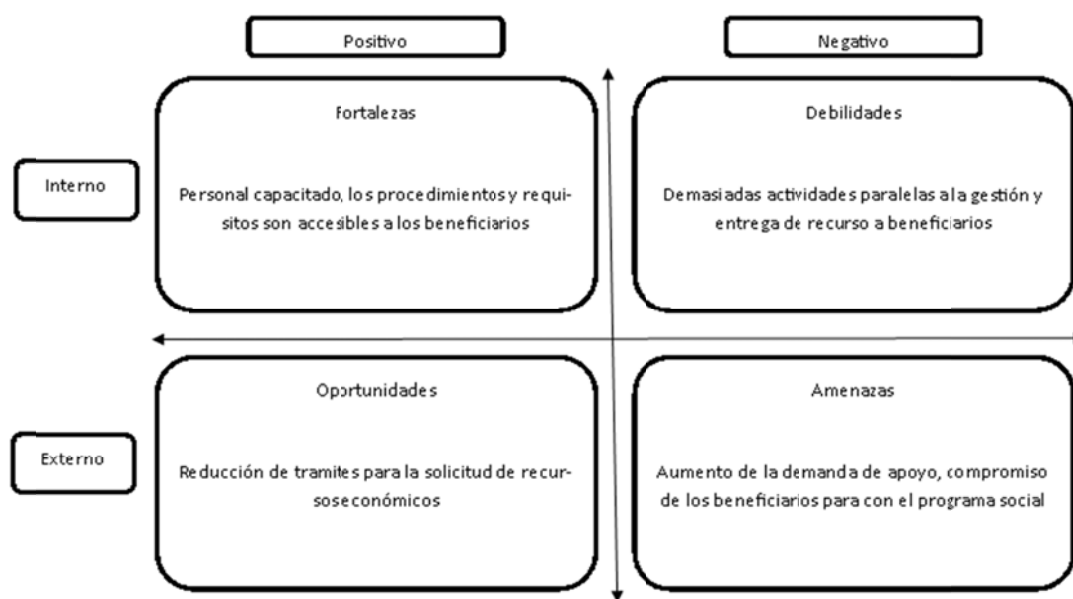 Positivo
Negativo
Fortalezas
Debilidades
Interno
Personal capacitado, los procedimientos y requi-
sitos son accesibles a los beneficiarios
Demasiadas actividades paralelas a la gestión y
entrega de recurso a beneficiarios
Oportunidades
Amenazas
Externo
Reducción de tramites para la solicitud de recur-
soseconómicos
Aumento de la demanda de apoyo, compromiso
de los beneficiarios para con el programa social